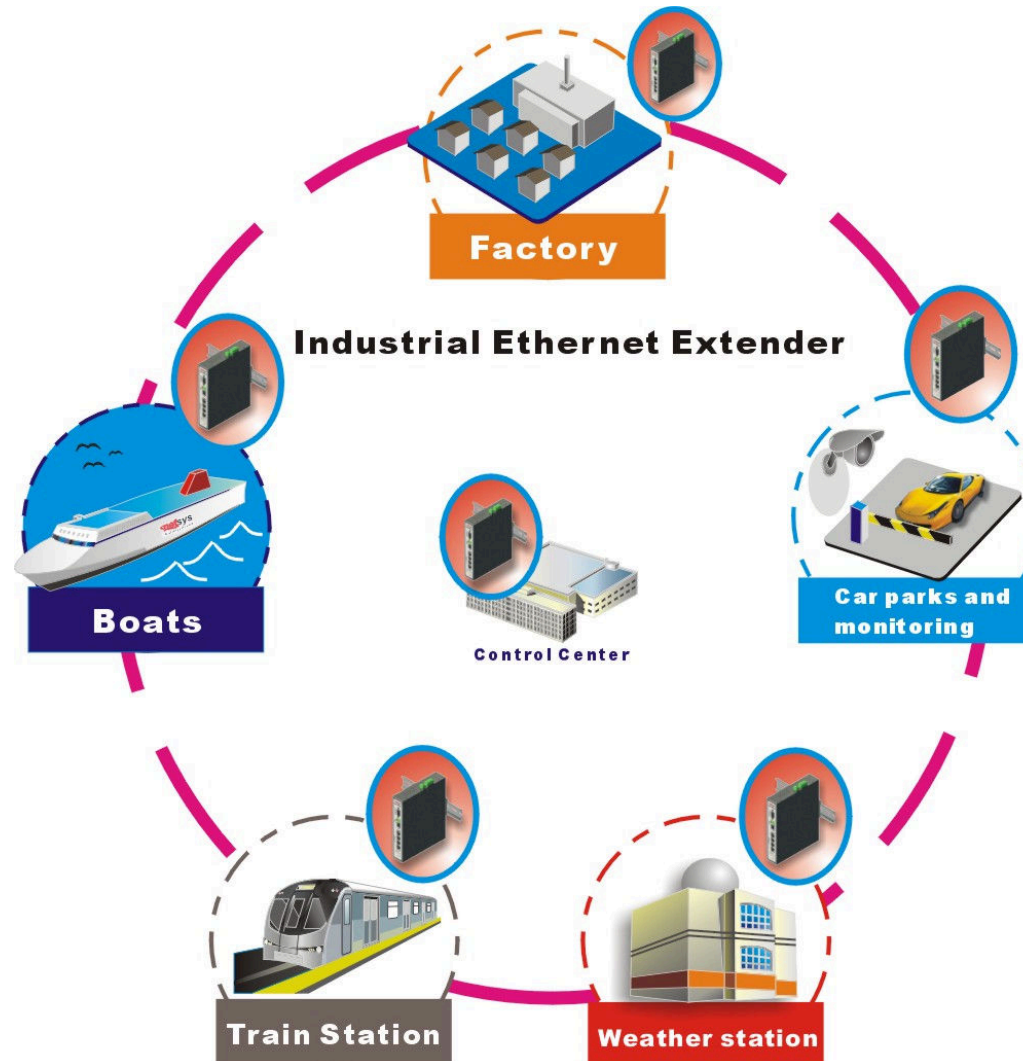 Factory
Industrial Ethernet Extender
Boats
Car parks and
monitoring
Control Center
Train Station
Weather station